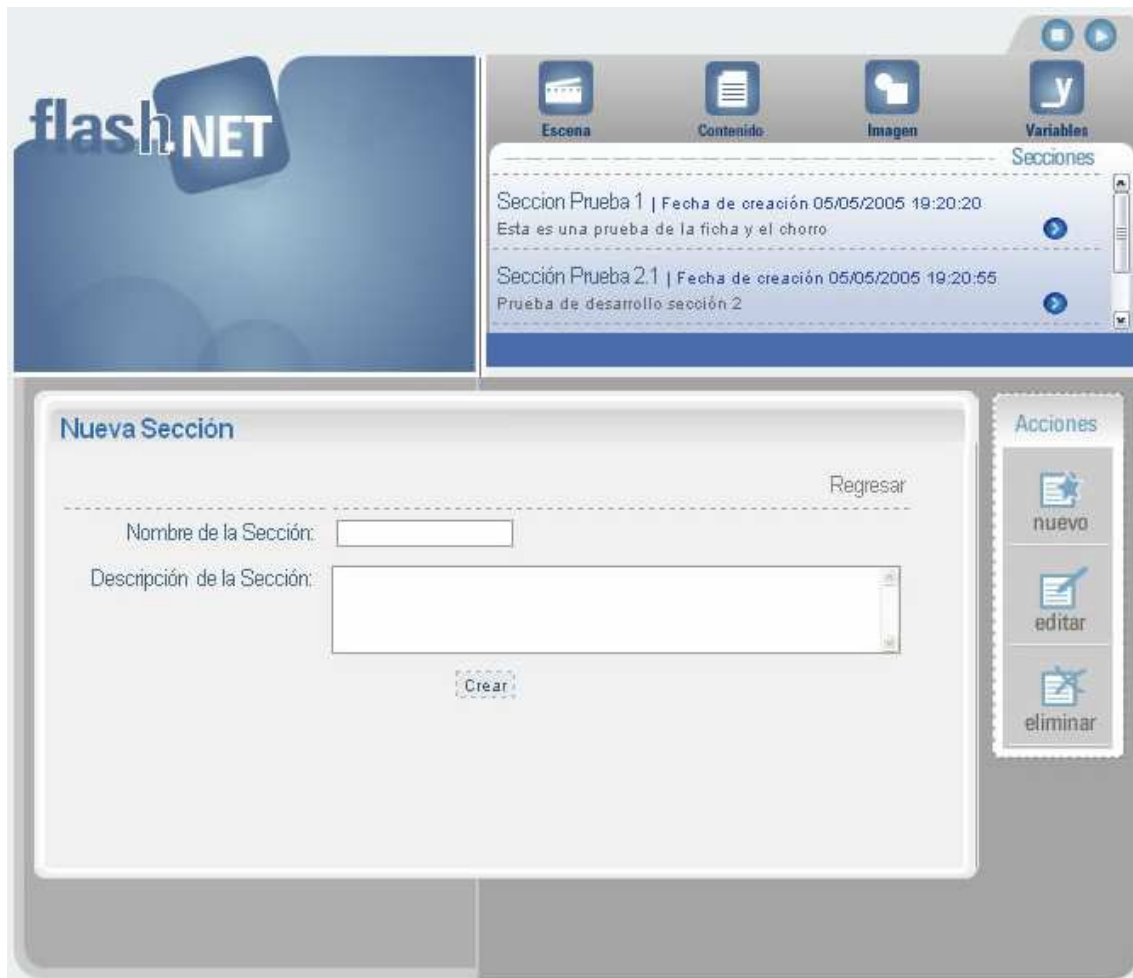 flash.NET
Escena Contenido Imagen Variables
Secciones
Seccion Prueba 1 | Fecha de creación 05/05/2005 19:20:20
Esta es una prueba de la ficha y el chorro
Sección Prueba 2.1 | Fecha de creación 05/05/2005 19:20:55
Prueba de desarrollo sección 2
Nueva Sección
Regresar
Nombre de la Sección:
Descripción de la Sección:
Crear
Acciones
nuevo
editar
eliminar